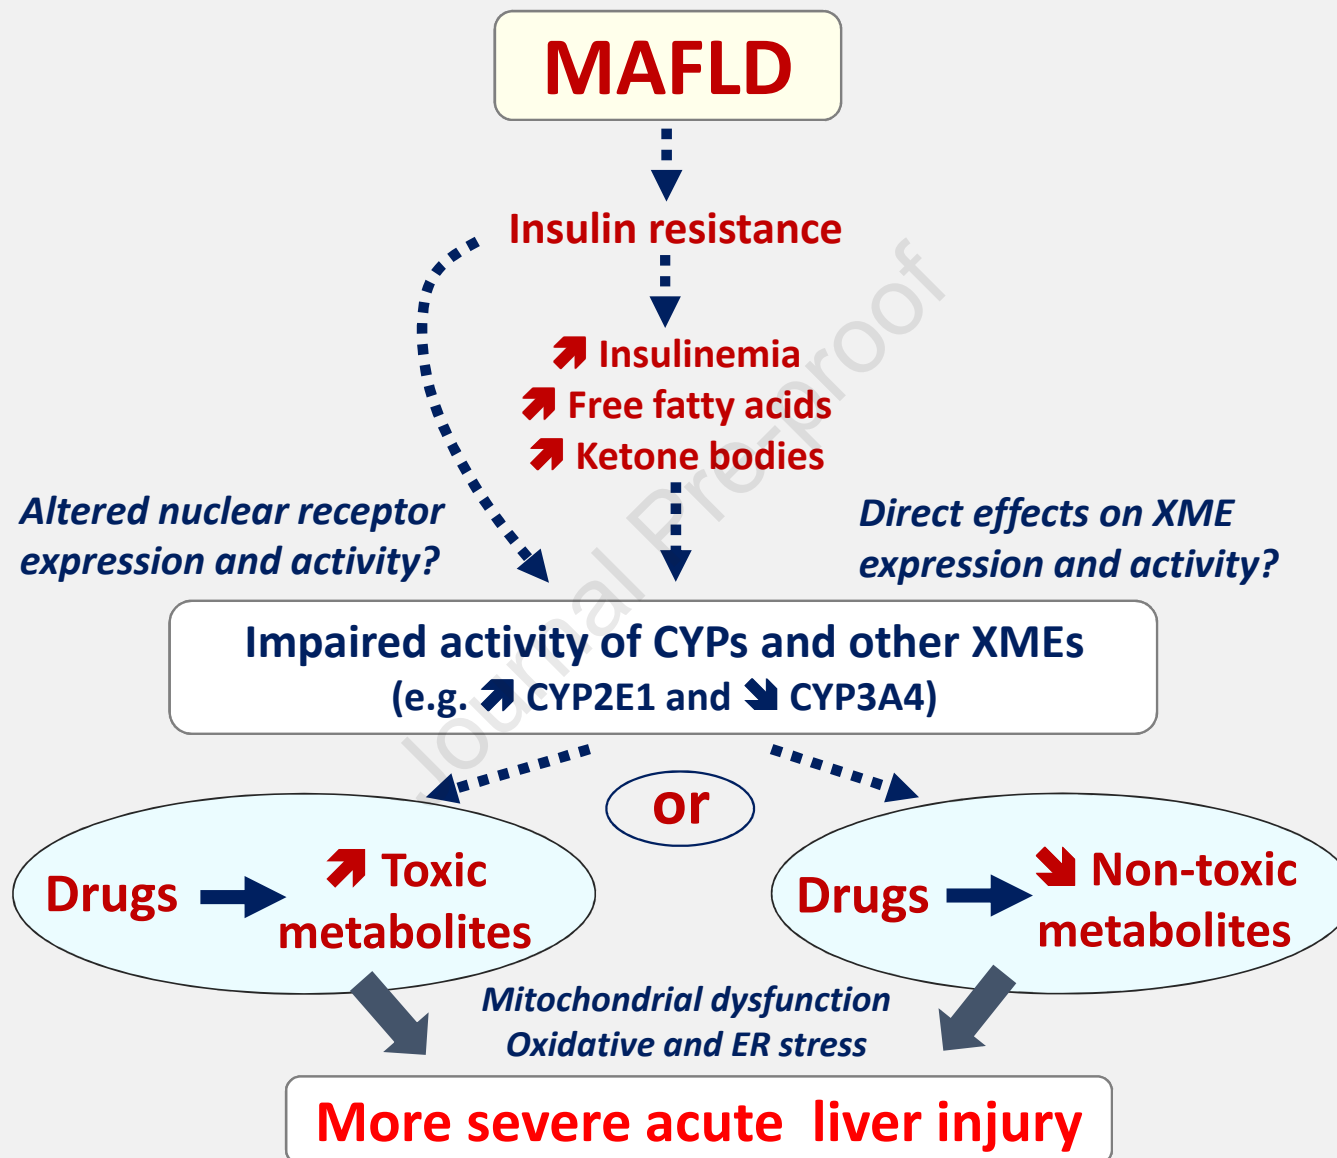 MAFLD
Insulin resistance
↗ Insulinemia
↗ Free fatty acids
↗ Ketone bodies
Altered nuclear receptor
expression and activity?
Direct effects on XME
expression and activity?
Impaired activity of CYPs and other XMEs
(e.g. ↗ CYP2E1 and ↘ CYP3A4)
or
Drugs → ↗ Toxic
metabolites
Drugs → ↘ Non-toxic
metabolites
Mitochondrial dysfunction
Oxidative and ER stress
More severe acute liver injury
Journal Pre-proof